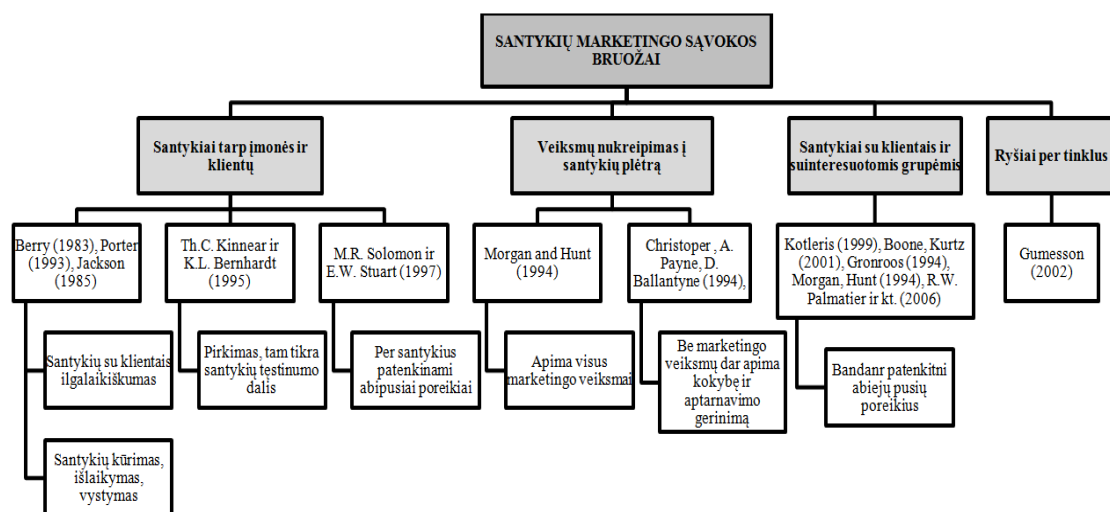 SANTYKIŲ MARKETINGO SĄVOKOS
BRUOŽAI
Santykiai tarp įmonės ir
klientų
Veiksmų nukreipimas į
santykių plėtrą
Santykiai su klientais ir
suinteresuotomis grupėmis
Ryšiai per tinklus
Berry (1983), Porter
(1993), Jackson
(1985)
Th.C. Kinnear ir
K.L. Bernhardt
(1995)
M.R. Solomon ir
E.W. Stuart (1997)
Morgan and Hunt
(1994)
Christoper , A.
Payne, D.
Ballantyne (1994),
Kotleris (1999), Boone, Kurtz
(2001), Gronroos (1994),
Morgan, Hunt (1994), R.W.
Palmatier ir kt. (2006)
Gumesson
(2002)
Santykių su klientais
ilgalaikiškumas
Pirkimas, tam tikra
santykių tęstinumo
dalis
Per santykius
patenkinami abipusiai
poreikiai
Apima visus
marketingo veiksmai
Be marketingo
veiksmų dar apima
kokybę ir
aptarnavimo
gerinimą
Bandanr patenkitni
abiejų pusių
poreikius
Santykių kūrimas,
išlaikymas,
vystymas